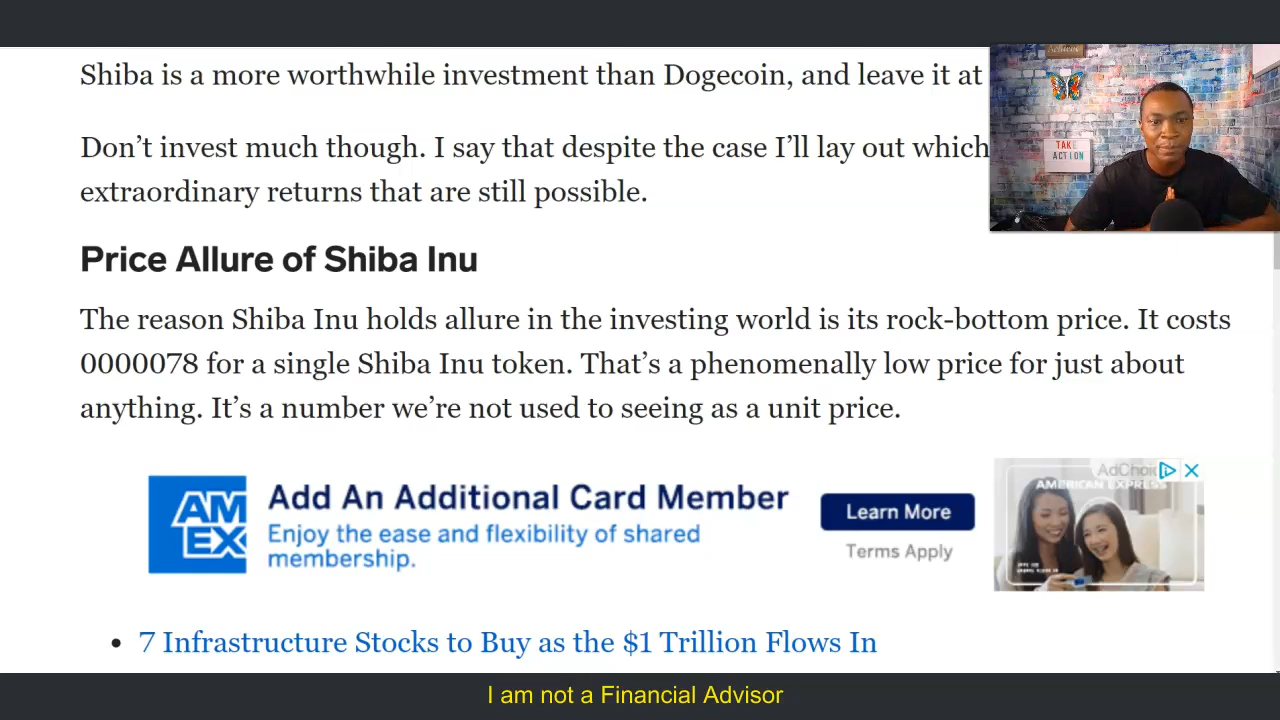 Shiba is a more worthwhile investment than Dogecoin, and leave it at
Don’t invest much though. I say that despite the case I’ll lay out which
extraordinary returns that are still possible.
TAKE
ACTION
Price Allure of Shiba Inu
The reason Shiba Inu holds allure in the investing world is its rock-bottom price. It costs
0000078 for a single Shiba Inu token. That’s a phenomenally low price for just about
anything. It’s a number we’re not used to seeing as a unit price.
AM
EX
Add An Additional Card Member
Enjoy the ease and flexibility of shared
membership.
Learn More
Terms Apply
AdChoic
AMERICAN EXPRESS
• 7 Infrastructure Stocks to Buy as the $1 Trillion Flows In
I am not a Financial Advisor